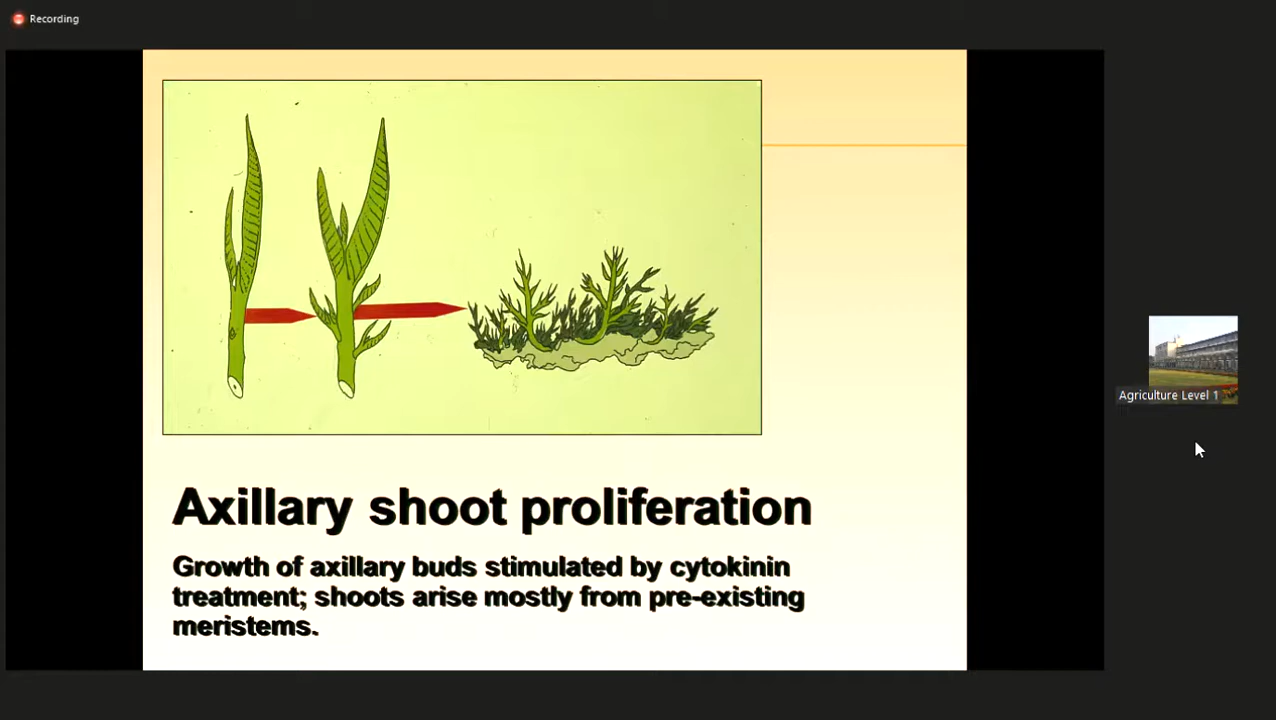 Recording
Axillary shoot proliferation
Growth of axillary buds stimulated by cytokinin
treatment; shoots arise mostly from pre-existing
meristems.
Agriculture Level 1